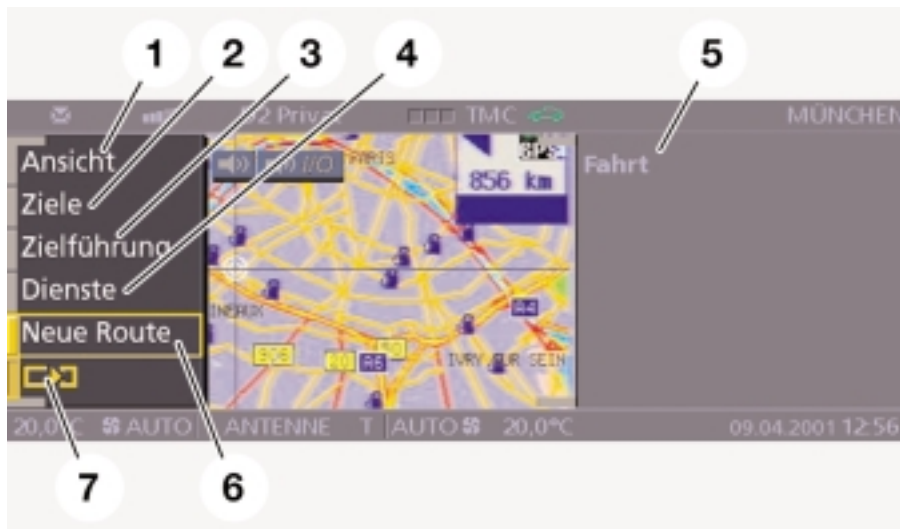 1 2 3 4 5
TMC MÜNCHEN
Ansicht
Ziele
Zielführung
Dienste
Neue Route
I/O PARIS
856 km
Fahrt
A4
A6
IVRY SUR SEIN
20,0°C AUTO ANTENNE T AUTO 20,0°C 09.04.2001 12:56
7 6